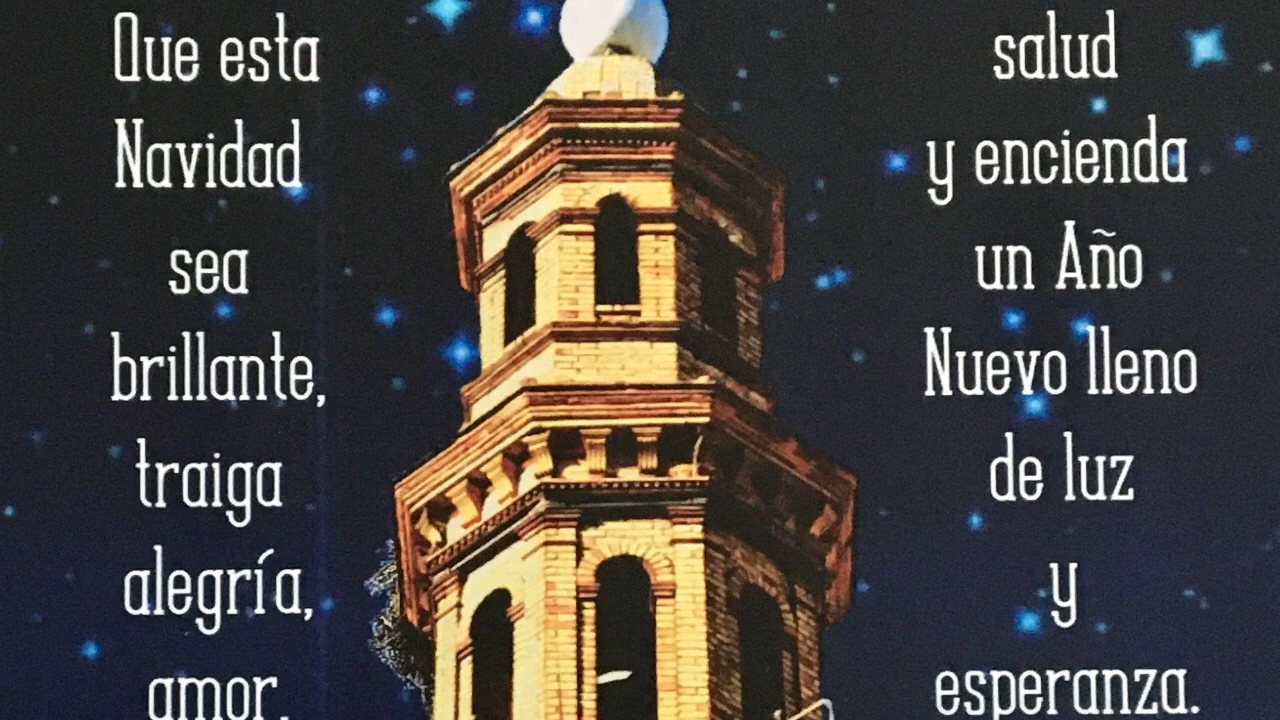 Que esta
Navidad
sea
brillante,
traiga
alegría,
amor,
salud
y encienda
un Año
Nuevo lleno
de luz
y
esperanza.